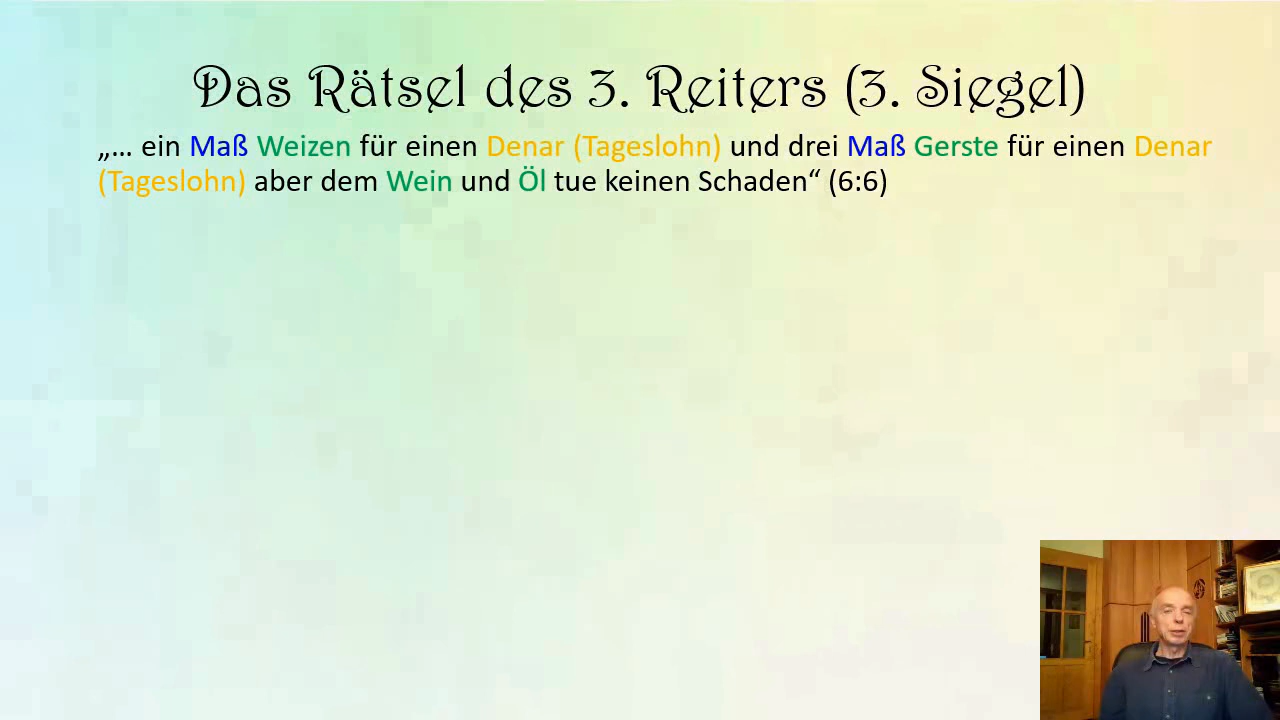 Das Rätsel des 3. Reiters (3. Siegel)
„... ein Maß Weizen für einen Denar (Tageslohn) und drei Maß Gerste für einen Denar
(Tageslohn) aber dem Wein und Öl tue keinen Schaden“ (6:6)